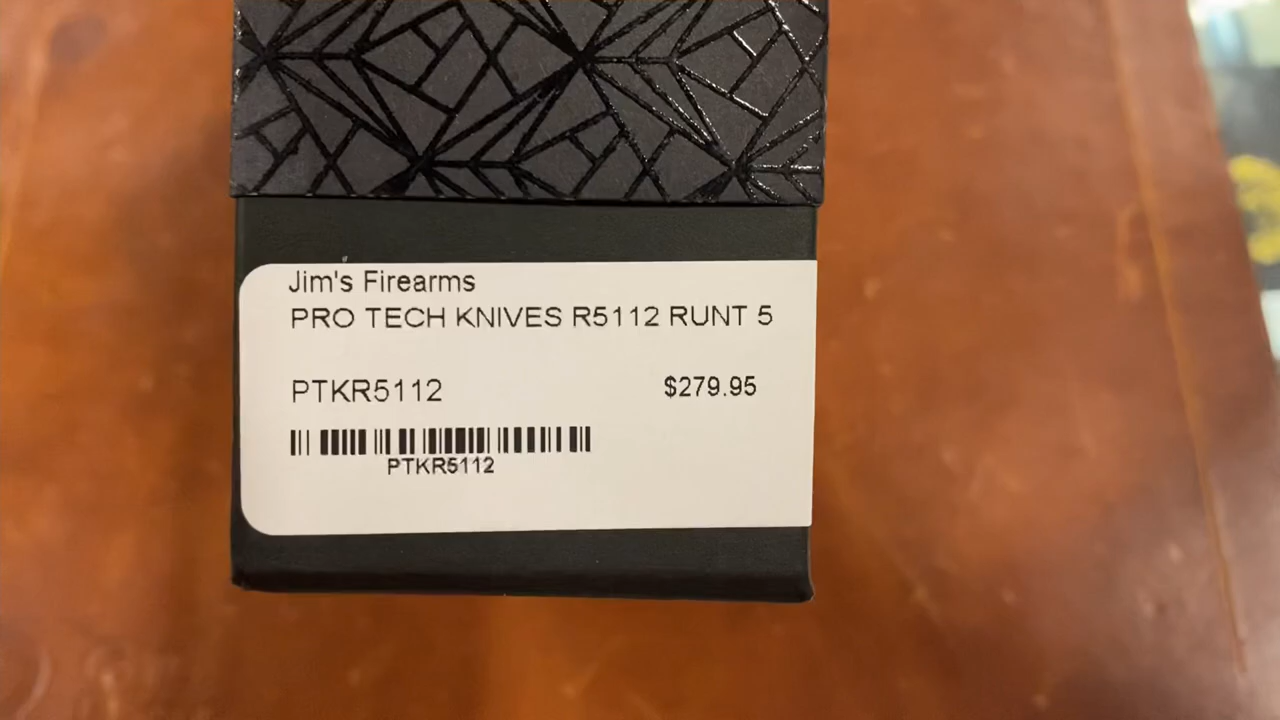 Jim's Firearms
PRO TECH KNIVES R5112 RUNT 5
PTKR5112 $279.95
PTKR5112